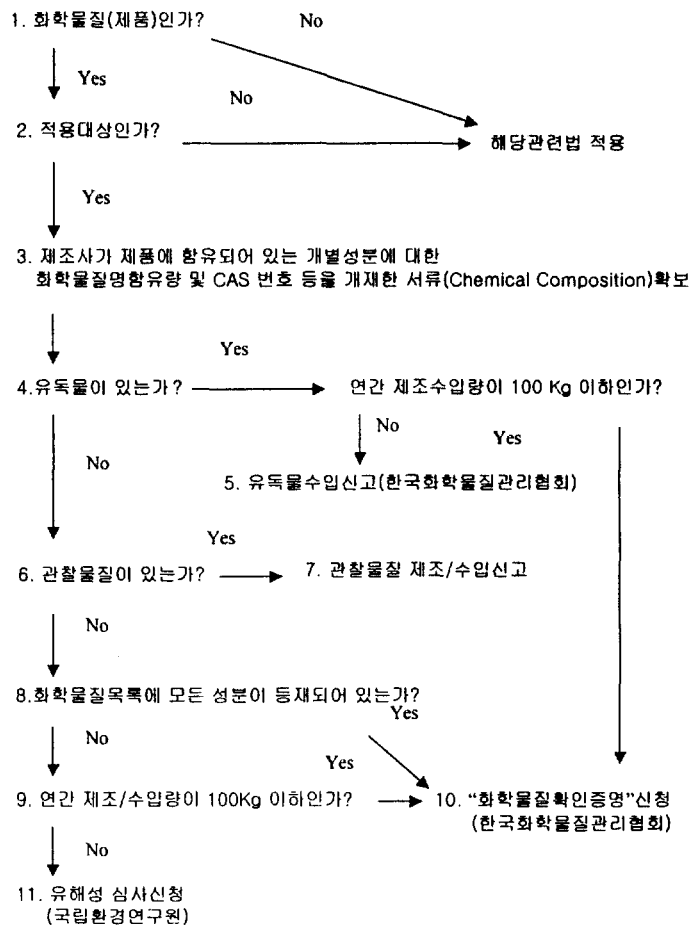 1. 화학물질(제품)인가? No
Yes
No
2. 적용대상인가? 해당관련법 적용
Yes
3. 제조사가 제품에 함유되어 있는 개별성분에 대한
화학물질명함유량 및 CAS 번호 등을 개재한 서류(Chemical Composition)확보
Yes
4.유독물이 있는가? 연간 제조수입량이 100 Kg 이하인가?
No Yes
No
5. 유독물수입신고(한국화학물질관리협회)
Yes
6. 관찰물질이 있는가? 7. 관찰물질 제조/수입신고
No
8.화학물질목록에 모든 성분이 등재되어 있는가?
Yes
No
Yes
9. 연간 제조/수입량이 100Kg 이하인가? 10. “화학물질확인증명”신청
(한국화학물질관리협회)
No
11. 유해성 심사신청
(국립환경연구원)